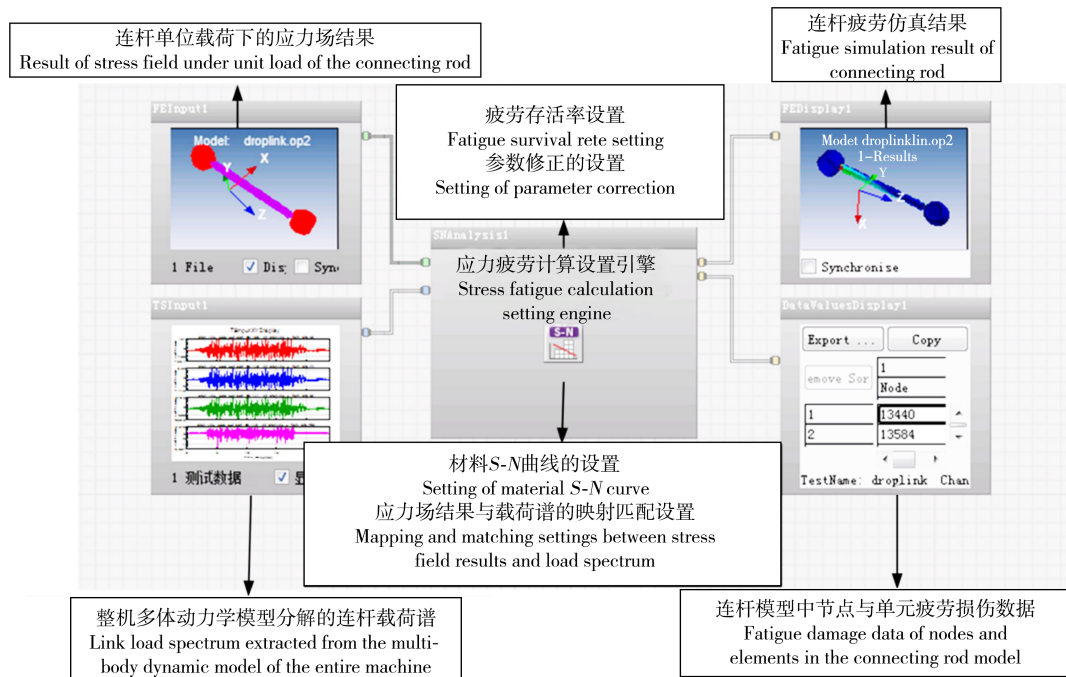 连杆单位载荷下的应力场结果
Result of stress field under unit load of the connecting rod
连杆疲劳仿真结果
Fatigue simulation result of
connecting rod
疲劳存活率设置
Fatigue survival rete setting
参数修正的设置
Setting of parameter correction
FEInput1
Model: droplink.op2
X
Y
Z
1 File
Dis
Syn
FEDisplay1
Modet droplinklin.op2
1-Results
Y
Z
X
Synchronise
SNAnalysis1
应力疲劳计算设置引擎
Stress fatigue calculation
setting engine
S-N
TSInput1
1 测试数据
显
DataValuesDisplay1
Export ...
Copy
emove Sor
1
Node
1
13440
2
13584
TestName: droplink Chan
材料S-N曲线的设置
Setting of material S-N curve
应力场结果与载荷谱的映射匹配设置
Mapping and matching settings between stress
field results and load spectrum
整机多体动力学模型分解的连杆载荷谱
Link load spectrum extracted from the multi-
body dynamic model of the entire machine
连杆模型中节点与单元疲劳损伤数据
Fatigue damage data of nodes and
elements in the connecting rod model